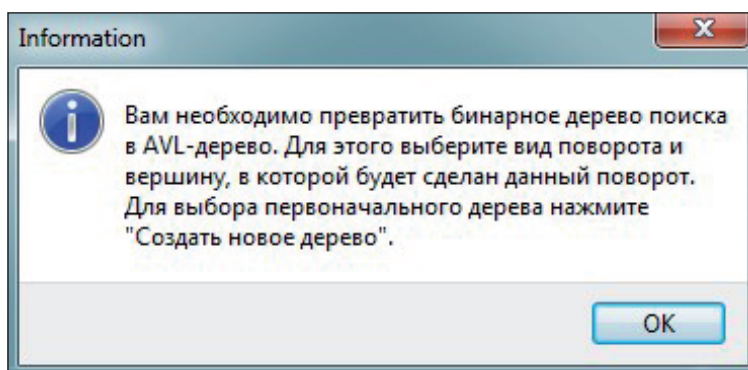 Information
Вам необходимо превратить бинарное дерево поиска
в AVL-дерево. Для этого выберите вид поворота и
вершину, в которой будет сделан данный поворот.
Для выбора первоначального дерева нажмите
"Создать новое дерево".
OK